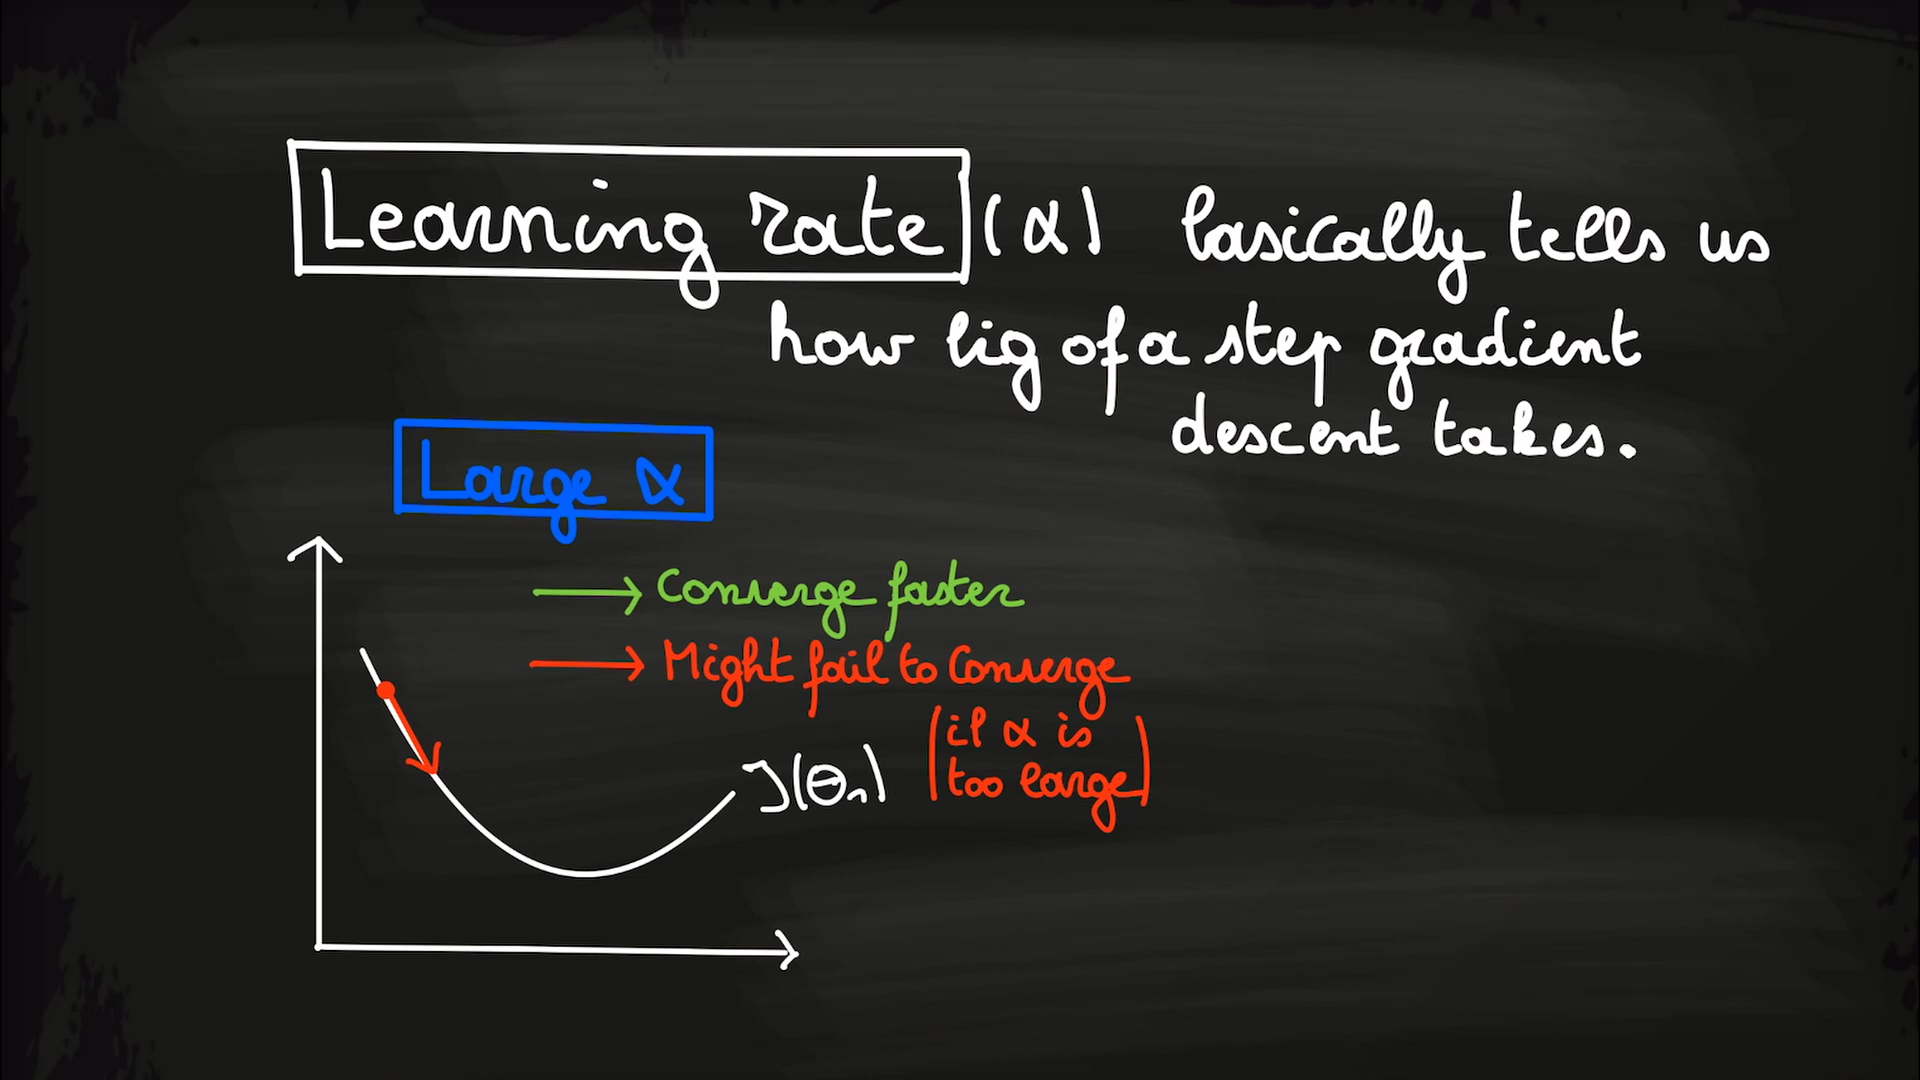 Learning rate (α) basically tells us
how big of a step gradient
descent takes.
Large α
→ Converge faster
→ Might fail to Converge
(if α is
too large)
J(θ₁)